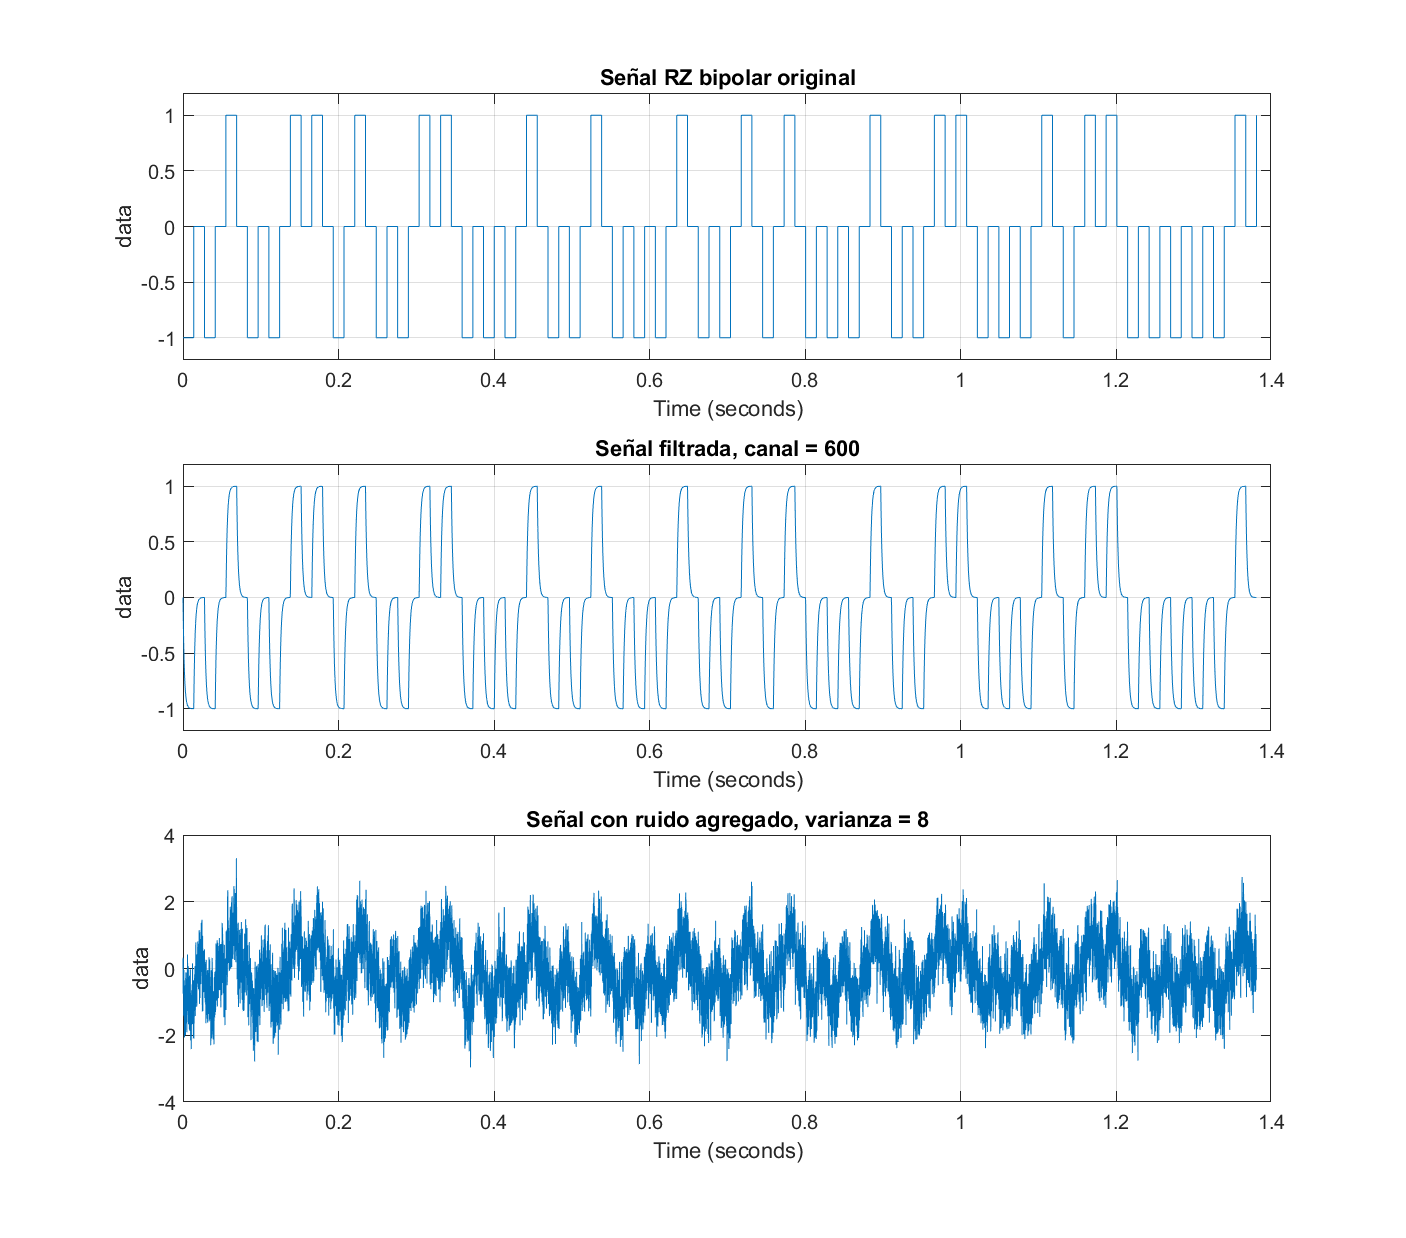 Señal RZ bipolar original
1
0.5
0
-0.5
-1
data
0 0.2 0.4 0.6 0.8 1 1.2 1.4
Time (seconds)
Señal filtrada, canal = 600
1
0.5
0
-0.5
-1
data
0 0.2 0.4 0.6 0.8 1 1.2 1.4
Time (seconds)
Señal con ruido agregado, varianza = 8
4
2
0
-2
-4
data
0 0.2 0.4 0.6 0.8 1 1.2 1.4
Time (seconds)